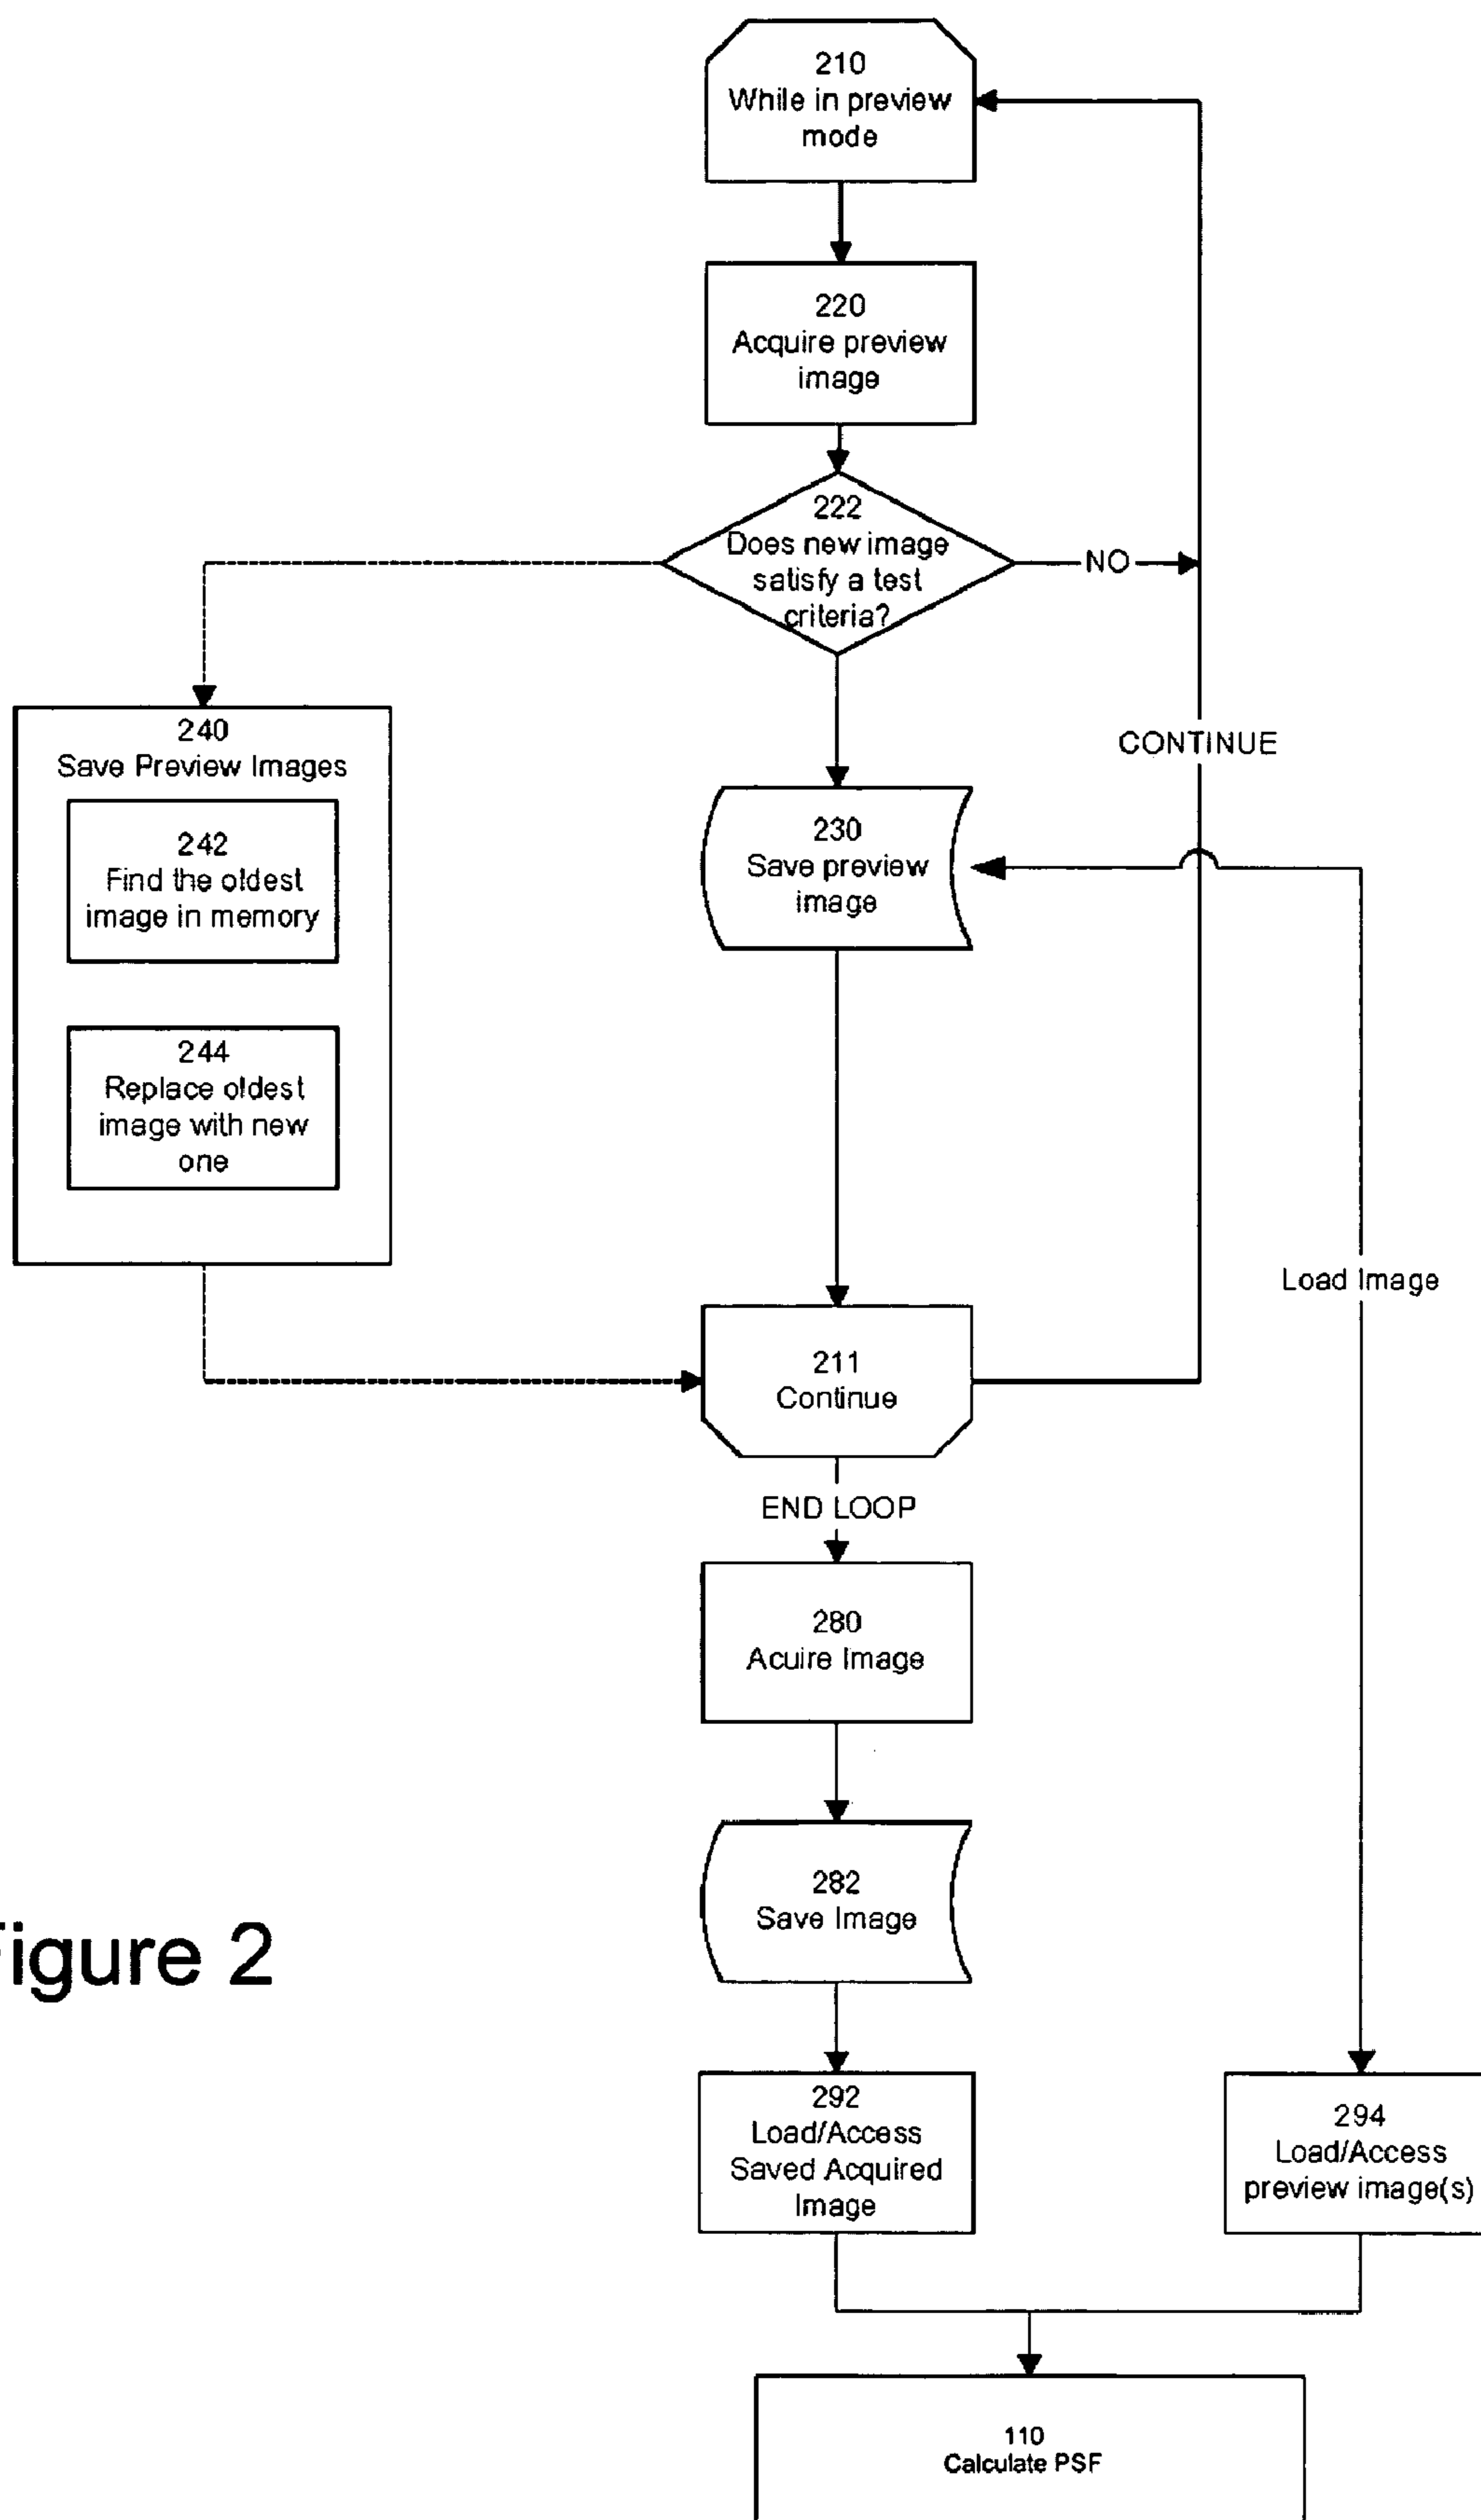 210
While in preview
mode
220
Acquire preview
image
222
Does new image
satisfy a test
criteria?
NO
240
Save Preview Images
242
Find the oldest
image in memory
244
Replace oldest
image with new
one
CONTINUE
230
Save preview
image
Load Image
211
Continue
END LOOP
280
Acuire Image
282
Save Image
igure 2
292
Load/Access
Saved Acquired
Image
294
Load/Access
preview image(s)
110
Calculate PSF